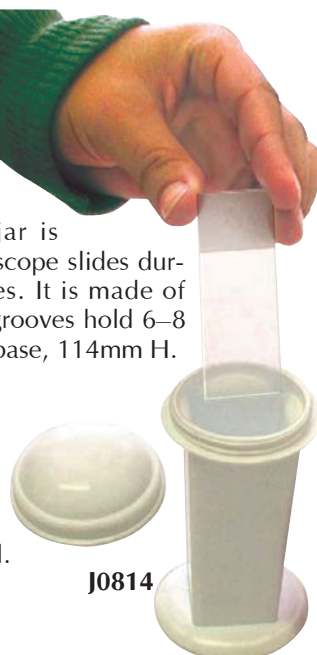 jar is
scope slides dur-
es. It is made of
grooves hold 6–8
base, 114mm H.
l.
J0814